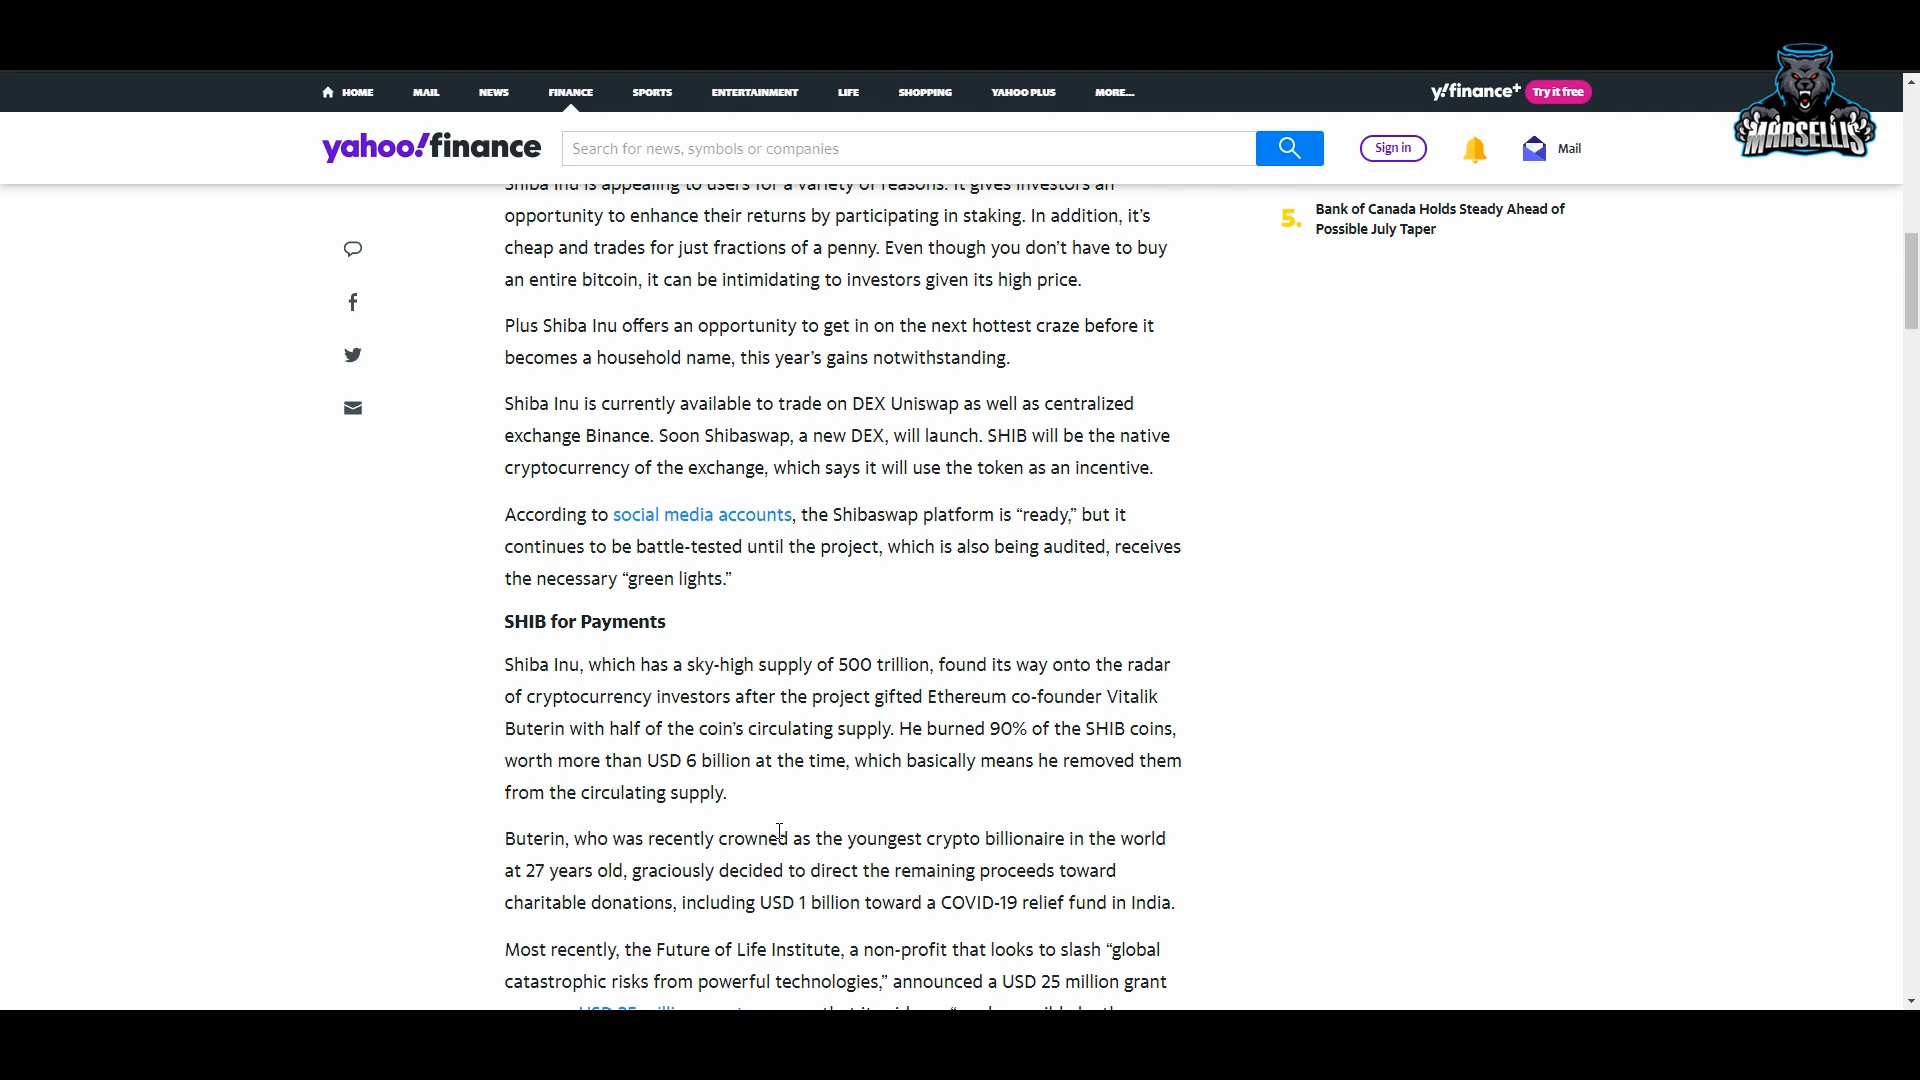 HOME MAIL NEWS FINANCE SPORTS ENTERTAINMENT LIFE SHOPPING YAHOO PLUS MORE...
y!finance+ Try it free
MARSELLIS
yahoo!finance
Search for news, symbols or companies
Sign in
Mail
Shiba Inu is appealing to users for a variety of reasons. It gives investors an
opportunity to enhance their returns by participating in staking. In addition, it’s
cheap and trades for just fractions of a penny. Even though you don’t have to buy
an entire bitcoin, it can be intimidating to investors given its high price.
Plus Shiba Inu offers an opportunity to get in on the next hottest craze before it
becomes a household name, this year’s gains notwithstanding.
Shiba Inu is currently available to trade on DEX Uniswap as well as centralized
exchange Binance. Soon Shibaswap, a new DEX, will launch. SHIB will be the native
cryptocurrency of the exchange, which says it will use the token as an incentive.
According to social media accounts, the Shibaswap platform is “ready,” but it
continues to be battle-tested until the project, which is also being audited, receives
the necessary “green lights.”
SHIB for Payments
Shiba Inu, which has a sky-high supply of 500 trillion, found its way onto the radar
of cryptocurrency investors after the project gifted Ethereum co-founder Vitalik
Buterin with half of the coin’s circulating supply. He burned 90% of the SHIB coins,
worth more than USD 6 billion at the time, which basically means he removed them
from the circulating supply.
Buterin, who was recently crowned as the youngest crypto billionaire in the world
at 27 years old, graciously decided to direct the remaining proceeds toward
charitable donations, including USD 1 billion toward a COVID-19 relief fund in India.
Most recently, the Future of Life Institute, a non-profit that looks to slash “global
catastrophic risks from powerful technologies,” announced a USD 25 million grant
5. Bank of Canada Holds Steady Ahead of
Possible July Taper